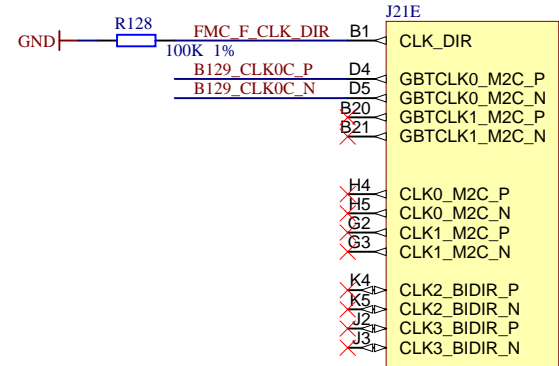 J21E
R128
GND
FMC_F_CLK_DIR B1 CLK_DIR
100K 1%
B129_CLK0C_P D4 GBTCLK0_M2C_P
B129_CLK0C_N D5 GBTCLK0_M2C_N
B20 GBTCLK1_M2C_P
B21 GBTCLK1_M2C_N
H4 CLK0_M2C_P
H5 CLK0_M2C_N
G2 CLK1_M2C_P
G3 CLK1_M2C_N
K4 CLK2_BIDIR_P
K5 CLK2_BIDIR_N
J2 CLK3_BIDIR_P
J3 CLK3_BIDIR_N